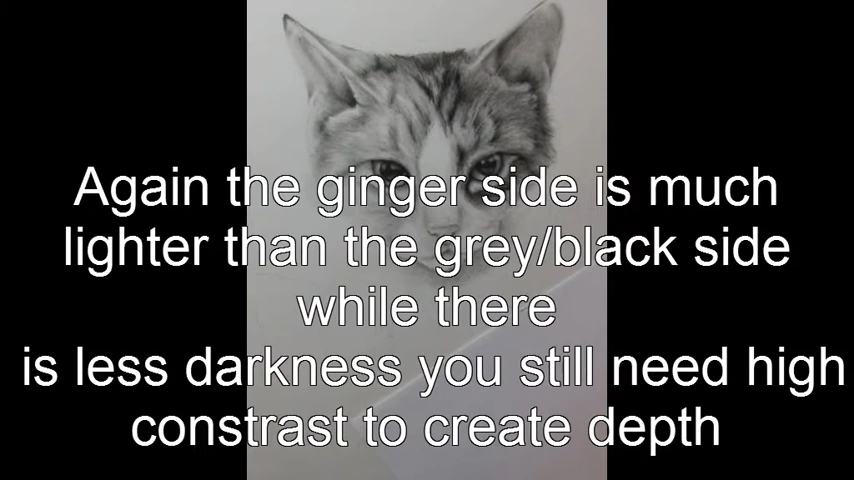 Again the ginger side is much
lighter than the grey/black side
while there
is less darkness you still need high
constrast to create depth